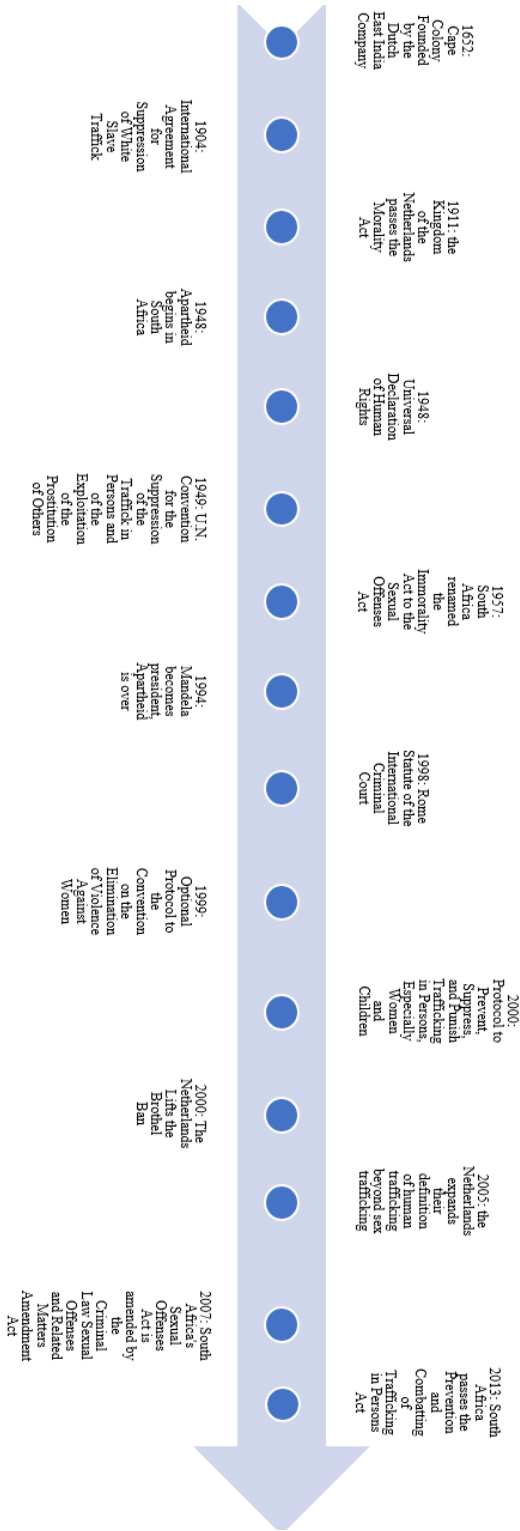 1652:
Cape
Colony
Founded
by the
Dutch
East India
Company
1904:
International
Agreement
for
Suppression
of White
Slave
Traffick
1911: the
Kingdom
of the
Netherlands
passes the
Morality
Act
1948:
Apartheid
begins in
South
Africa
1948:
Universal
Declaration
of Human
Rights
1949: U.N.
Convention
for the
Suppression
of the
Traffick in
Persons and
of the
Exploitation
of the
Prostitution
of Others
1957:
South
Africa
renamed
the
Immorality
Act to the
Sexual
Offenses
Act
1994:
Mandela
becomes
president,
Apartheid
is over
1998: Rome
Statute of the
International
Criminal
Court
1999:
Optional
Protocol to
the
Convention
on the
Elimination
of Violence
Against
Women
2000:
Protocol to
Prevent,
Suppress,
and Punish
Trafficking
in Persons,
Especially
Women
and
Children
2000: The
Netherlands
Lifts the
Brothel
Ban
2005: the
Netherlands
expands
their
definition
of human
trafficking
beyond sex
trafficking
2007: South
Africa's
Sexual
Offenses
Act is
amended by
the
Criminal
Law Sexual
Offenses
and Related
Matters
Amendment
Act
2013: South
Africa
passes the
Prevention
and
Combatting
of
Trafficking
in Persons
Act